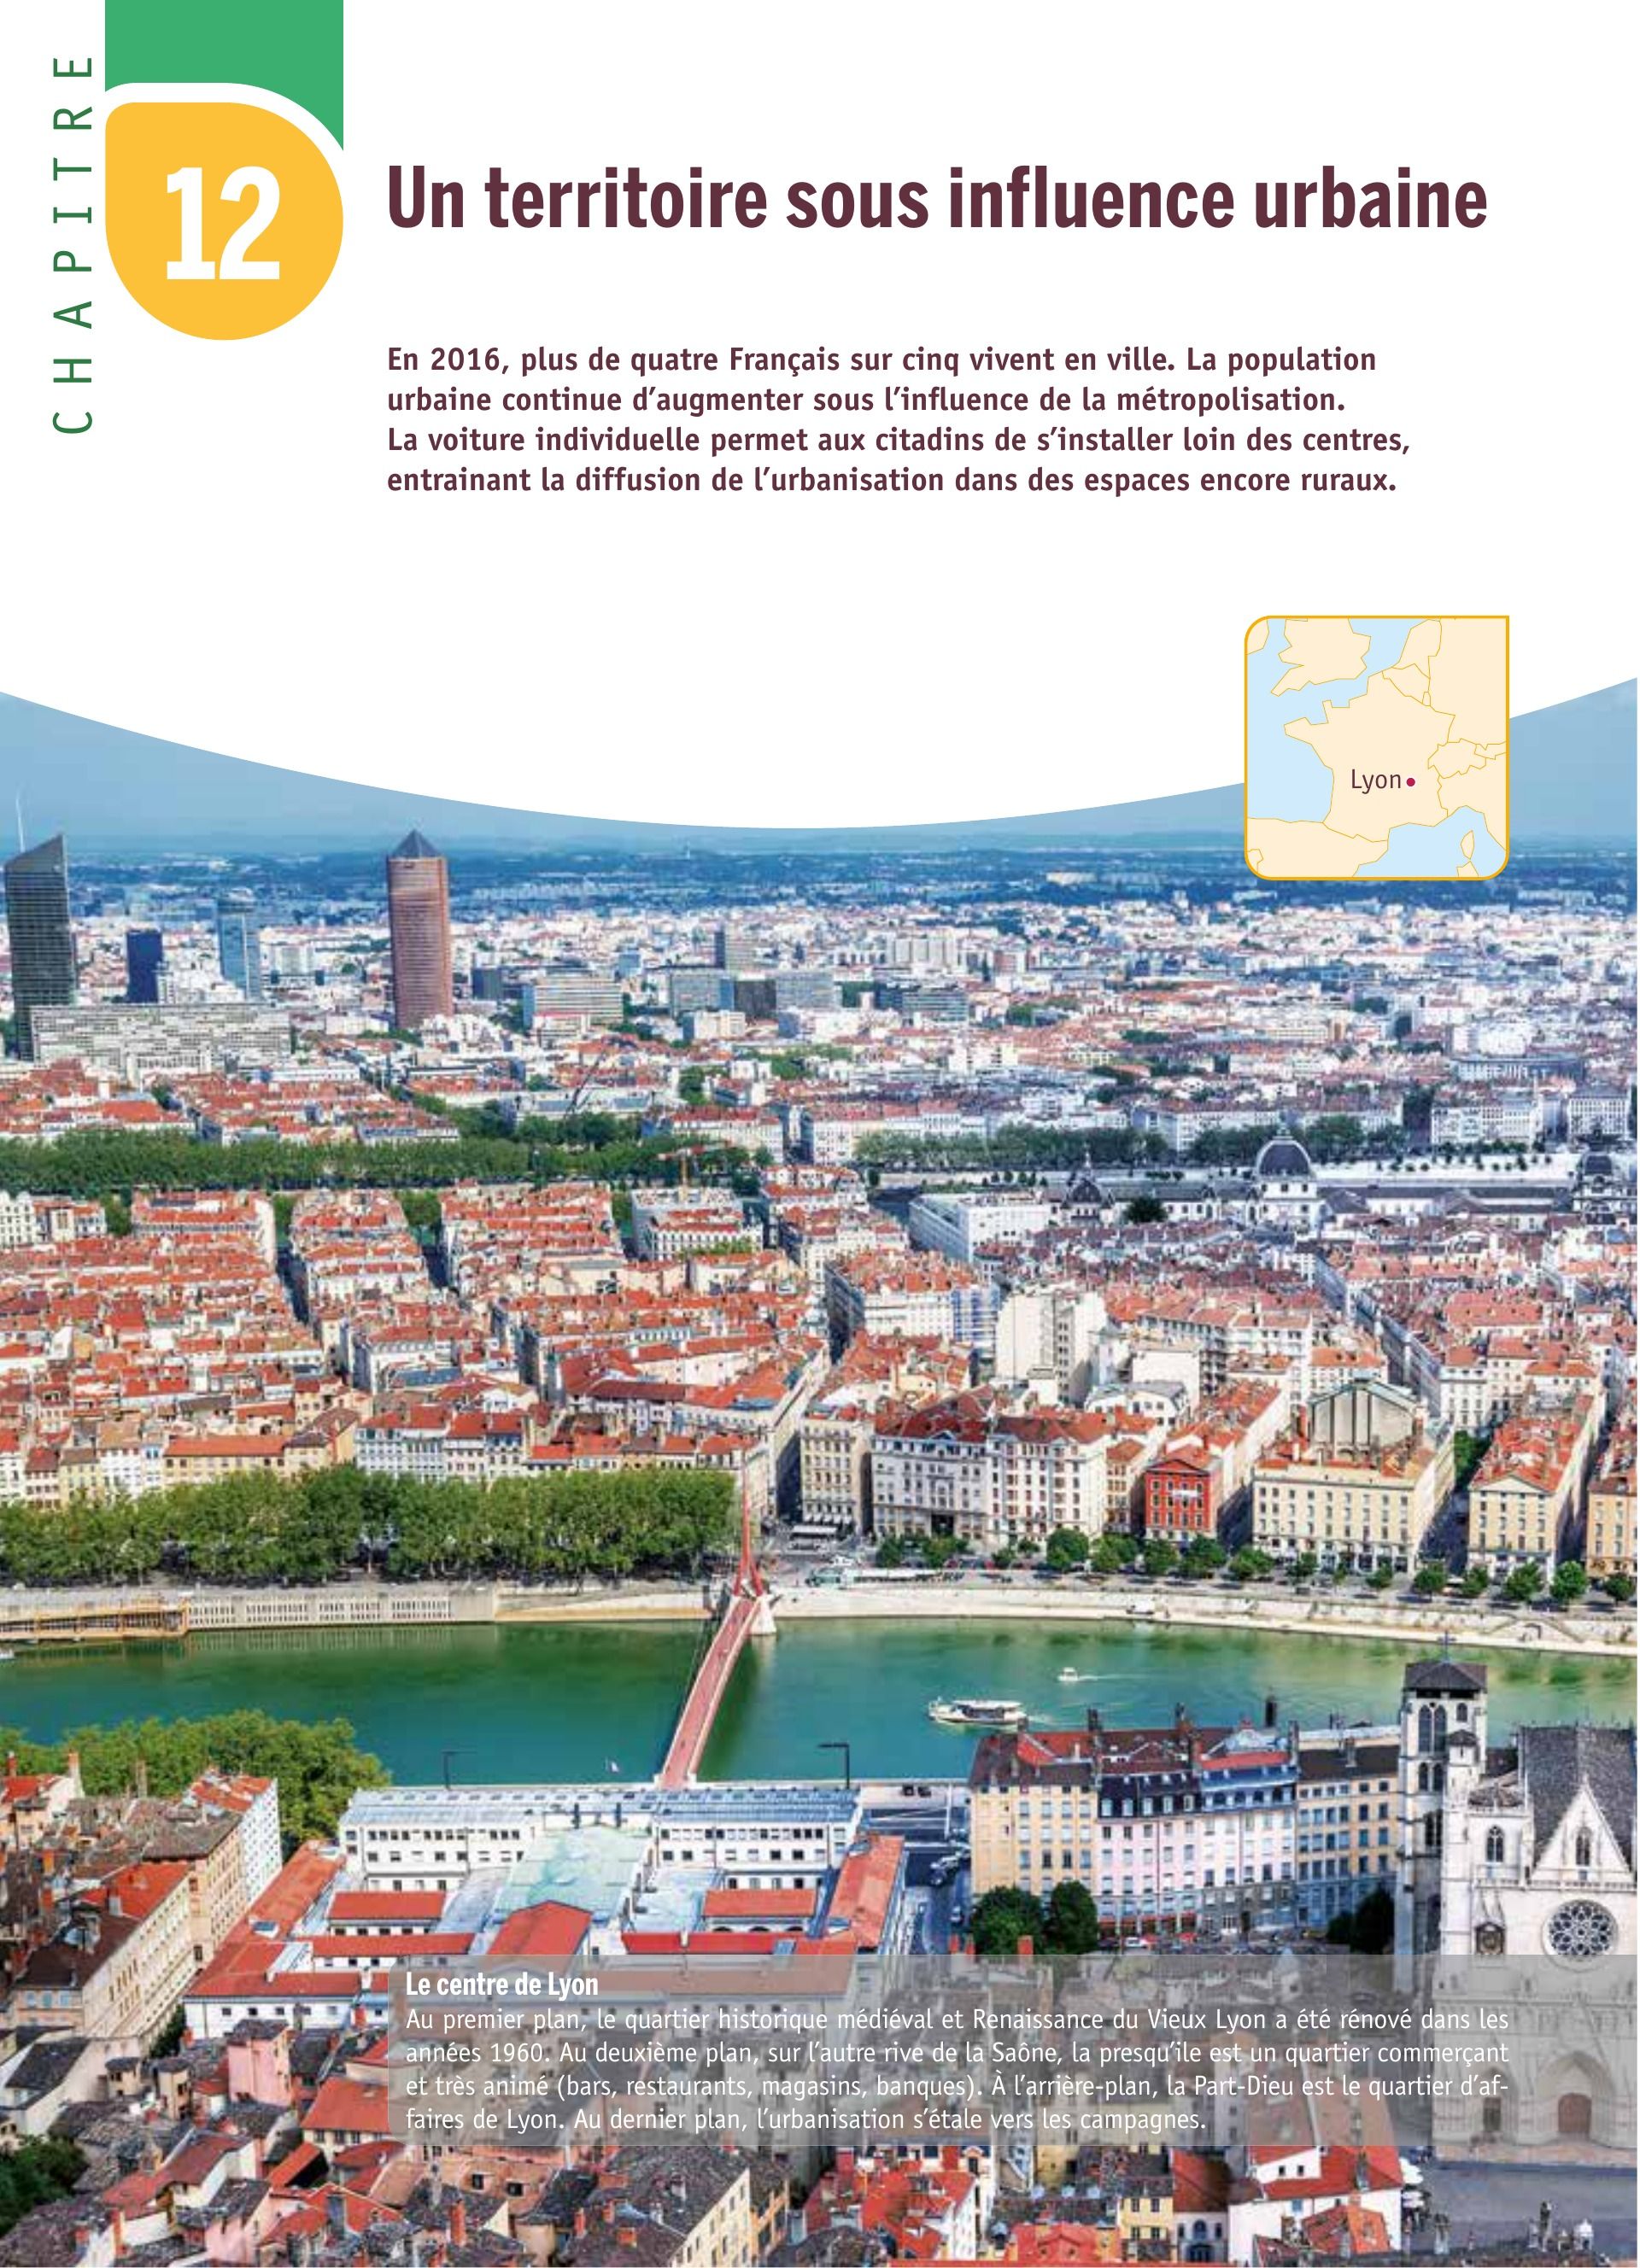 CHAPITRE
12
Un territoire sous influence urbaine
En 2016, plus de quatre Français sur cinq vivent en ville. La population
urbaine continue d’augmenter sous l’influence de la métropolisation.
La voiture individuelle permet aux citadins de s’installer loin des centres,
entrainant la diffusion de l’urbanisation dans des espaces encore ruraux.
Lyon
Le centre de Lyon
Au premier plan, le quartier historique médiéval et Renaissance du Vieux Lyon a été rénové dans les
années 1960. Au deuxième plan, sur l’autre rive de la Saône, la presqu’ile est un quartier commerçant
et très animé (bars, restaurants, magasins, banques). À l’arrière-plan, la Part-Dieu est le quartier d’af-
faires de Lyon. Au dernier plan, l’urbanisation s’étale vers les campagnes.